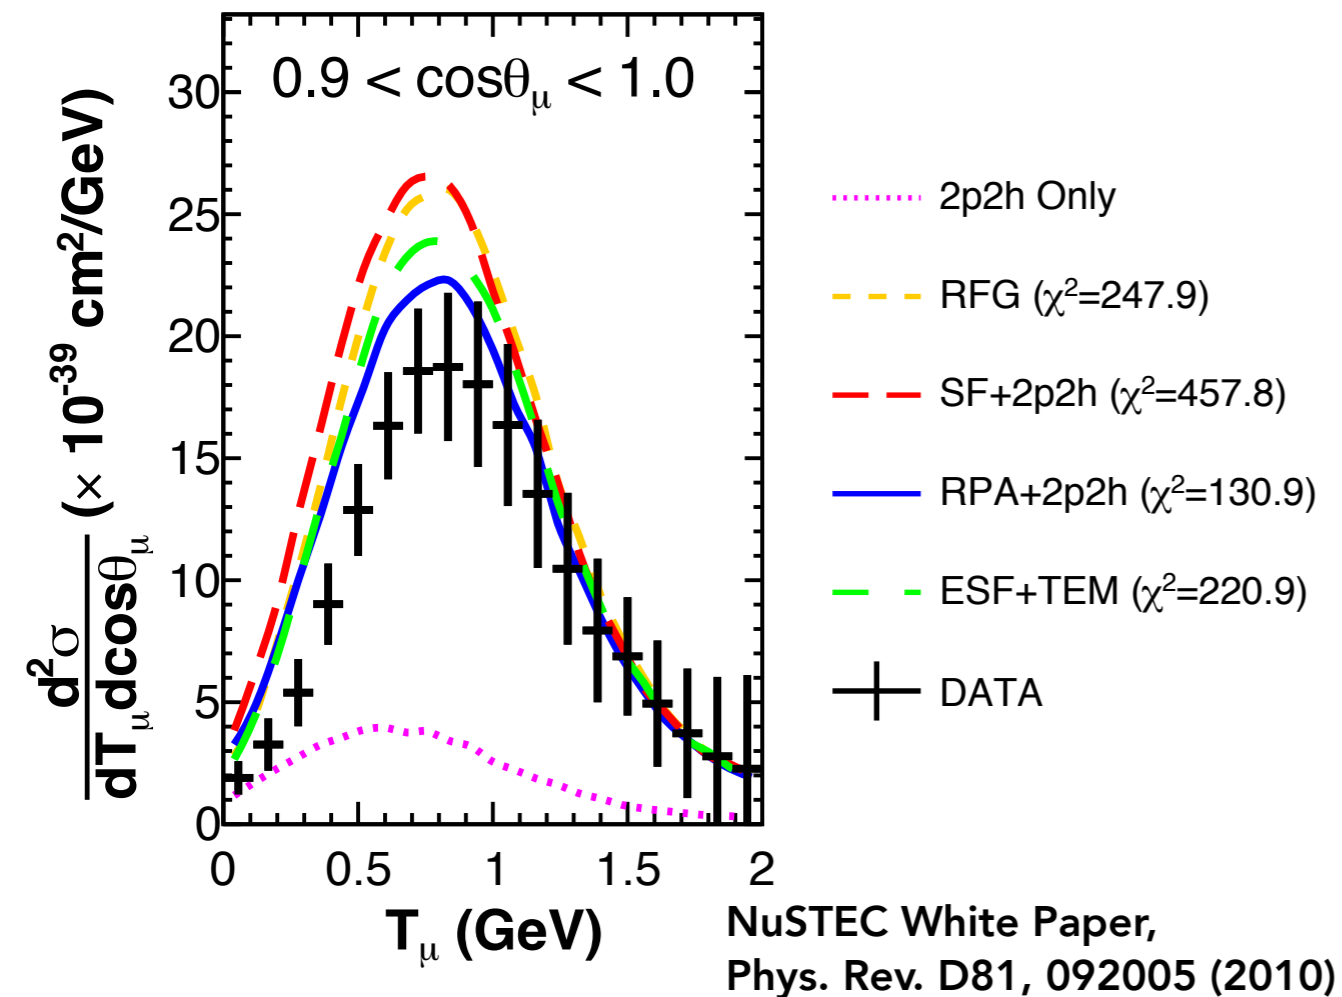 0.9 < cosθμ < 1.0
d²σ
dTμdcosθμ
(× 10⁻³⁹ cm²/GeV)
30
25
20
15
10
5
0
0 0.5 1 1.5 2
Tμ (GeV)
2p2h Only
RFG (χ²=247.9)
SF+2p2h (χ²=457.8)
RPA+2p2h (χ²=130.9)
ESF+TEM (χ²=220.9)
DATA
NuSTEC White Paper,
Phys. Rev. D81, 092005 (2010)